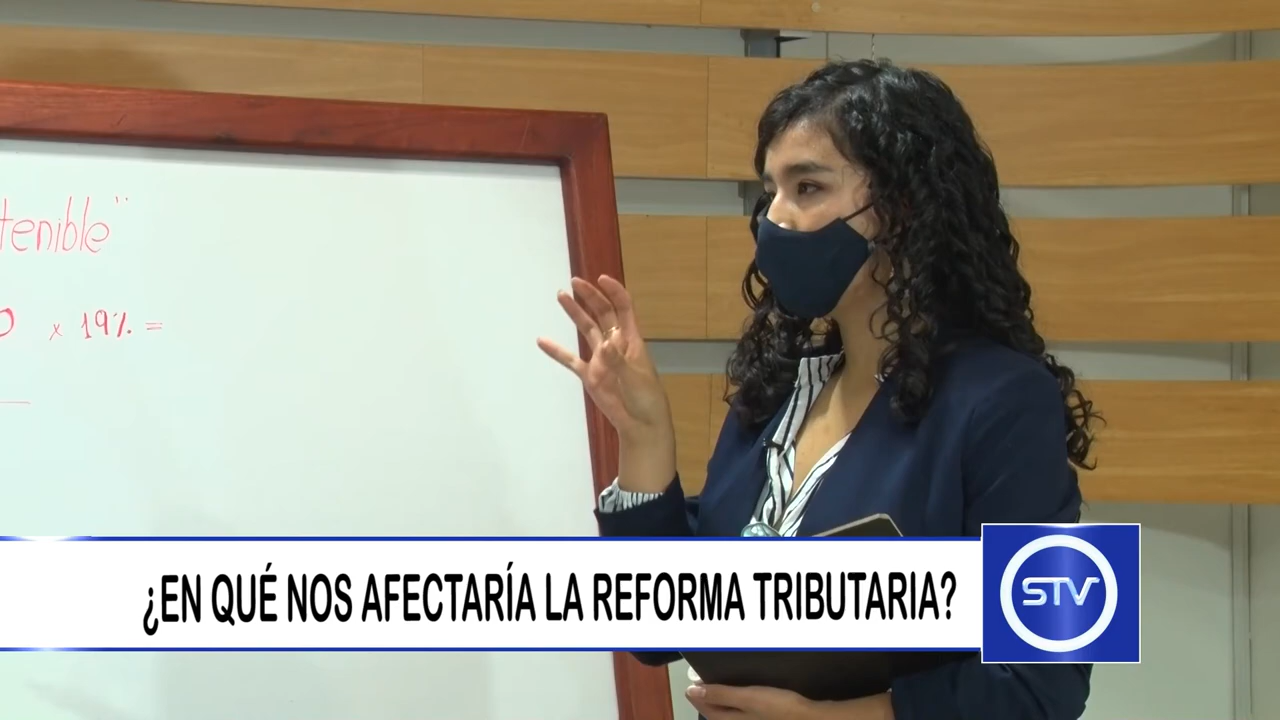 tenible"
x 19% =
¿EN QUÉ NOS AFECTARÍA LA REFORMA TRIBUTARIA?
STV